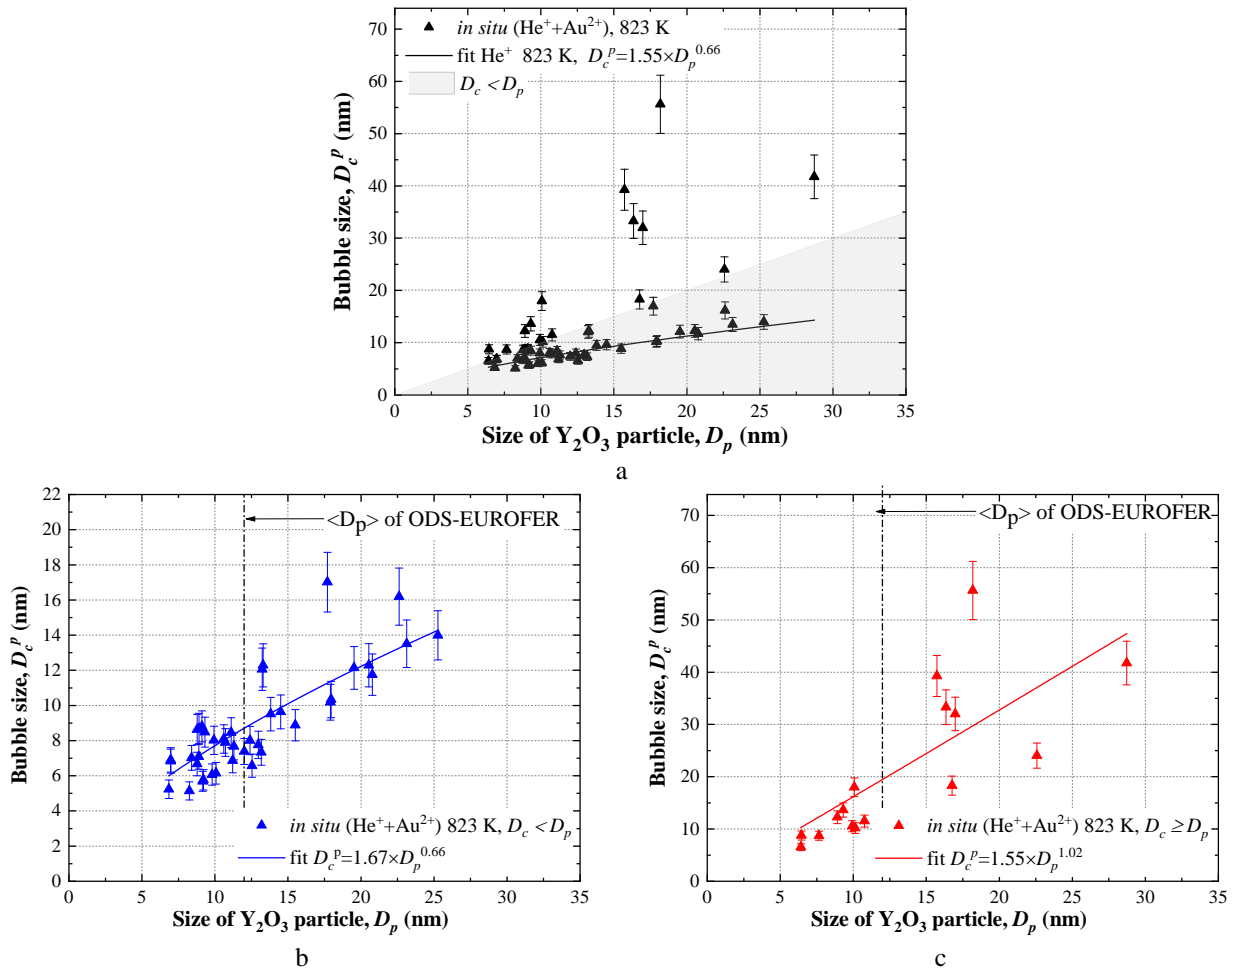 70
60
50
40
30
20
10
0
Bubble size, D_c^p (nm)
in situ (He⁺+Au²⁺), 823 K
fit He⁺ 823 K, D_c^p=1.55×D_p^0.66
D_c < D_p
0 5 10 15 20 25 30 35
Size of Y₂O₃ particle, D_p (nm)
a
22
20
18
16
14
12
10
8
6
4
2
0
Bubble size, D_c^p (nm)
<D_p> of ODS-EUROFER
in situ (He⁺+Au²⁺) 823 K, D_c < D_p
fit D_c^p=1.67×D_p^0.66
0 5 10 15 20 25 30 35
Size of Y₂O₃ particle, D_p (nm)
b
70
60
50
40
30
20
10
0
Bubble size, D_c^p (nm)
<D_p> of ODS-EUROFER
in situ (He⁺+Au²⁺) 823 K, D_c ≥ D_p
fit D_c^p=1.55×D_p^1.02
0 5 10 15 20 25 30 35
Size of Y₂O₃ particle, D_p (nm)
c